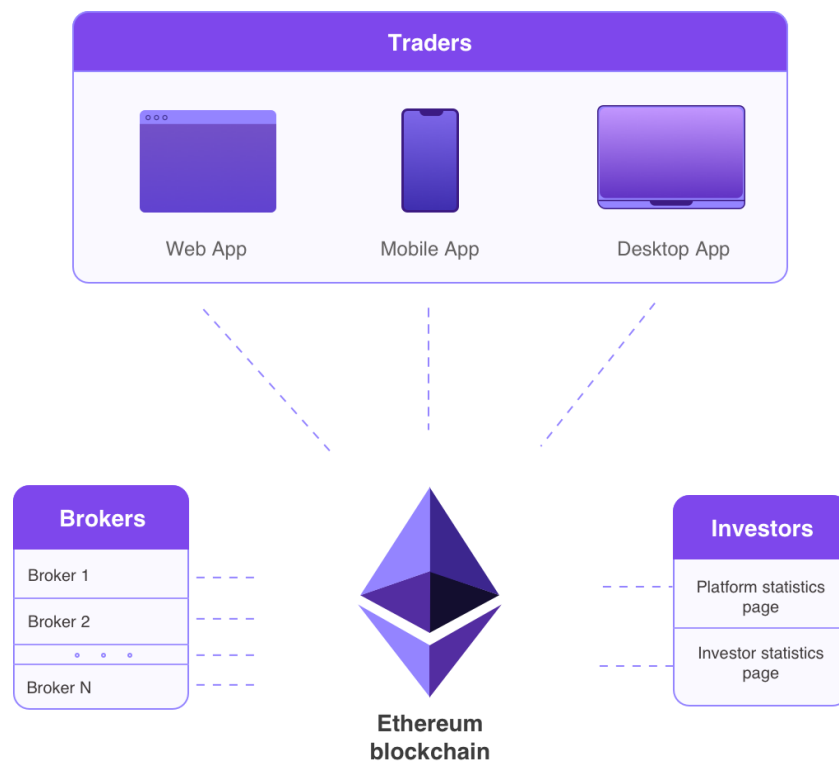 Traders
Web App
Mobile App
Desktop App
Brokers
Broker 1
Broker 2
Broker N
Ethereum
blockchain
Investors
Platform statistics
page
Investor statistics
page